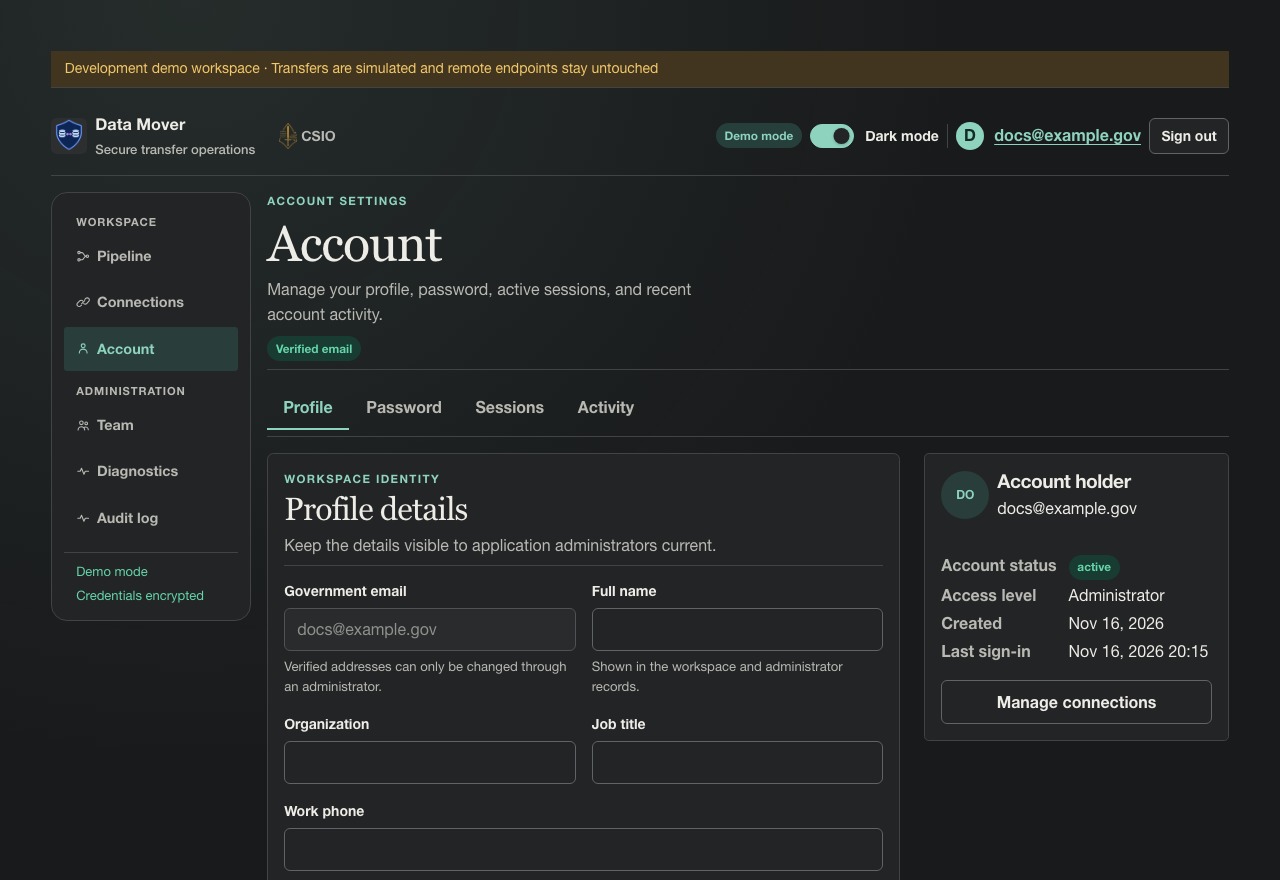 Development demo workspace · Transfers are simulated and remote endpoints stay untouched
Data Mover
Secure transfer operations
CSIO
Demo mode
Dark mode
D
docs@example.gov
Sign out
WORKSPACE
Pipeline
Connections
Account
ADMINISTRATION
Team
Diagnostics
Audit log
Demo mode
Credentials encrypted
ACCOUNT SETTINGS
Account
Manage your profile, password, active sessions, and recent
account activity.
Verified email
Profile
Password
Sessions
Activity
WORKSPACE IDENTITY
Profile details
Keep the details visible to application administrators current.
Government email
docs@example.gov
Verified addresses can only be changed through
an administrator.
Full name
Shown in the workspace and administrator
records.
Organization
Job title
Work phone
DO
Account holder
docs@example.gov
Account status active
Access level Administrator
Created Nov 16, 2026
Last sign-in Nov 16, 2026 20:15
Manage connections